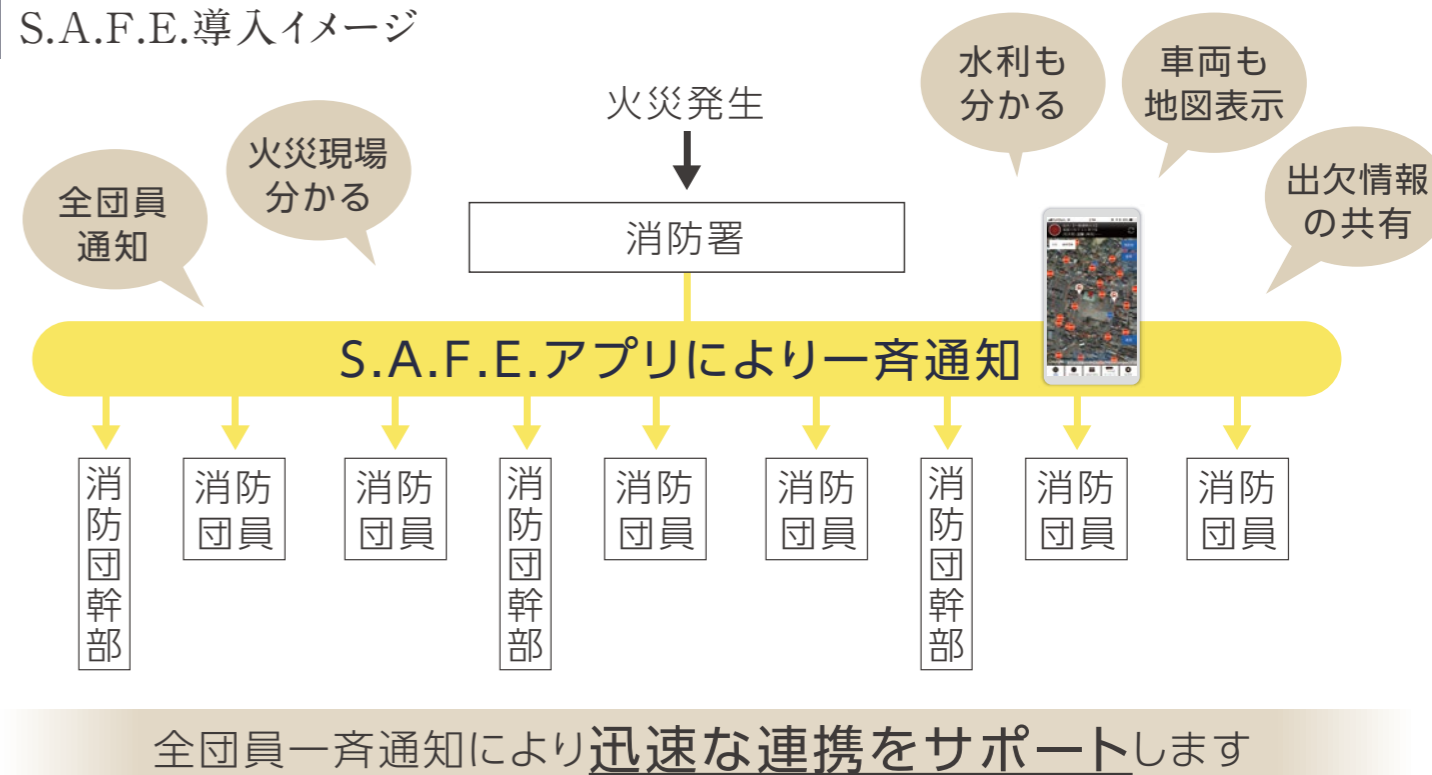 S.A.F.E.導入イメージ
全団員
通知
火災現場
分かる
火災発生
水利も
分かる
車両も
地図表示
出欠情報
の共有
消防署
S.A.F.E.アプリにより一斉通知
消防団幹部
消防
団員
消防
団員
消防団幹部
消防
団員
消防
団員
消防団幹部
消防
団員
消防
団員
全団員一斉通知により迅速な連携をサポートします